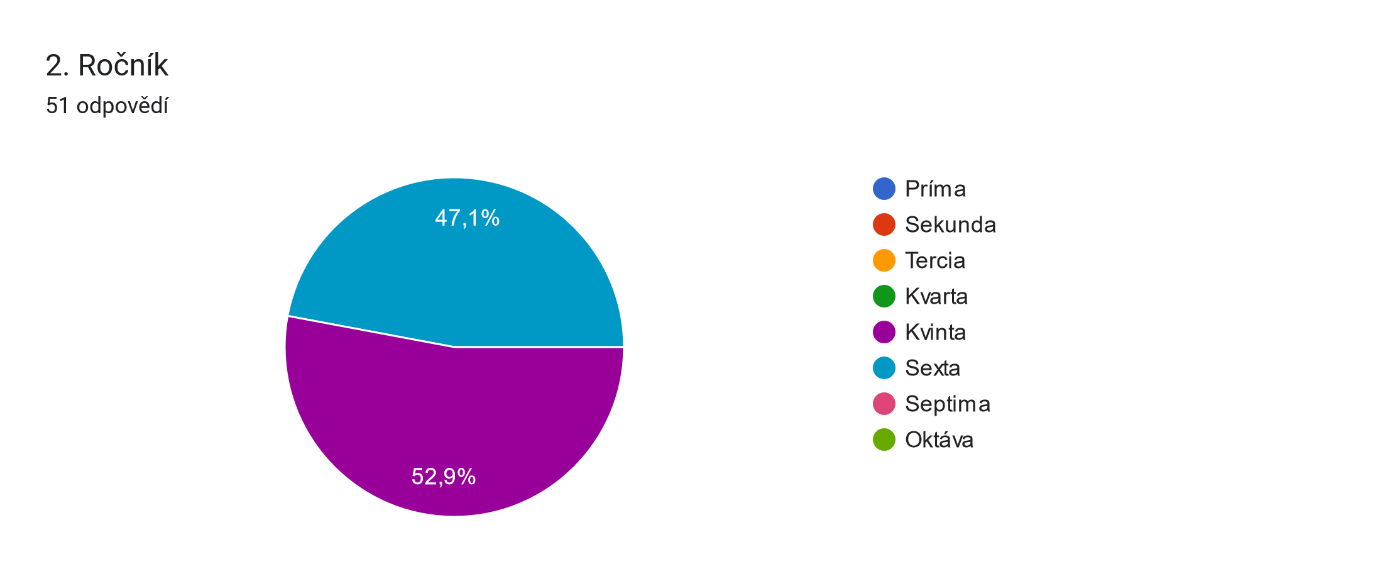 2. Ročník
51 odpovědí
47,1%
52,9%
Príma
Sekunda
Tercia
Kvarta
Kvinta
Sexta
Septima
Oktáva